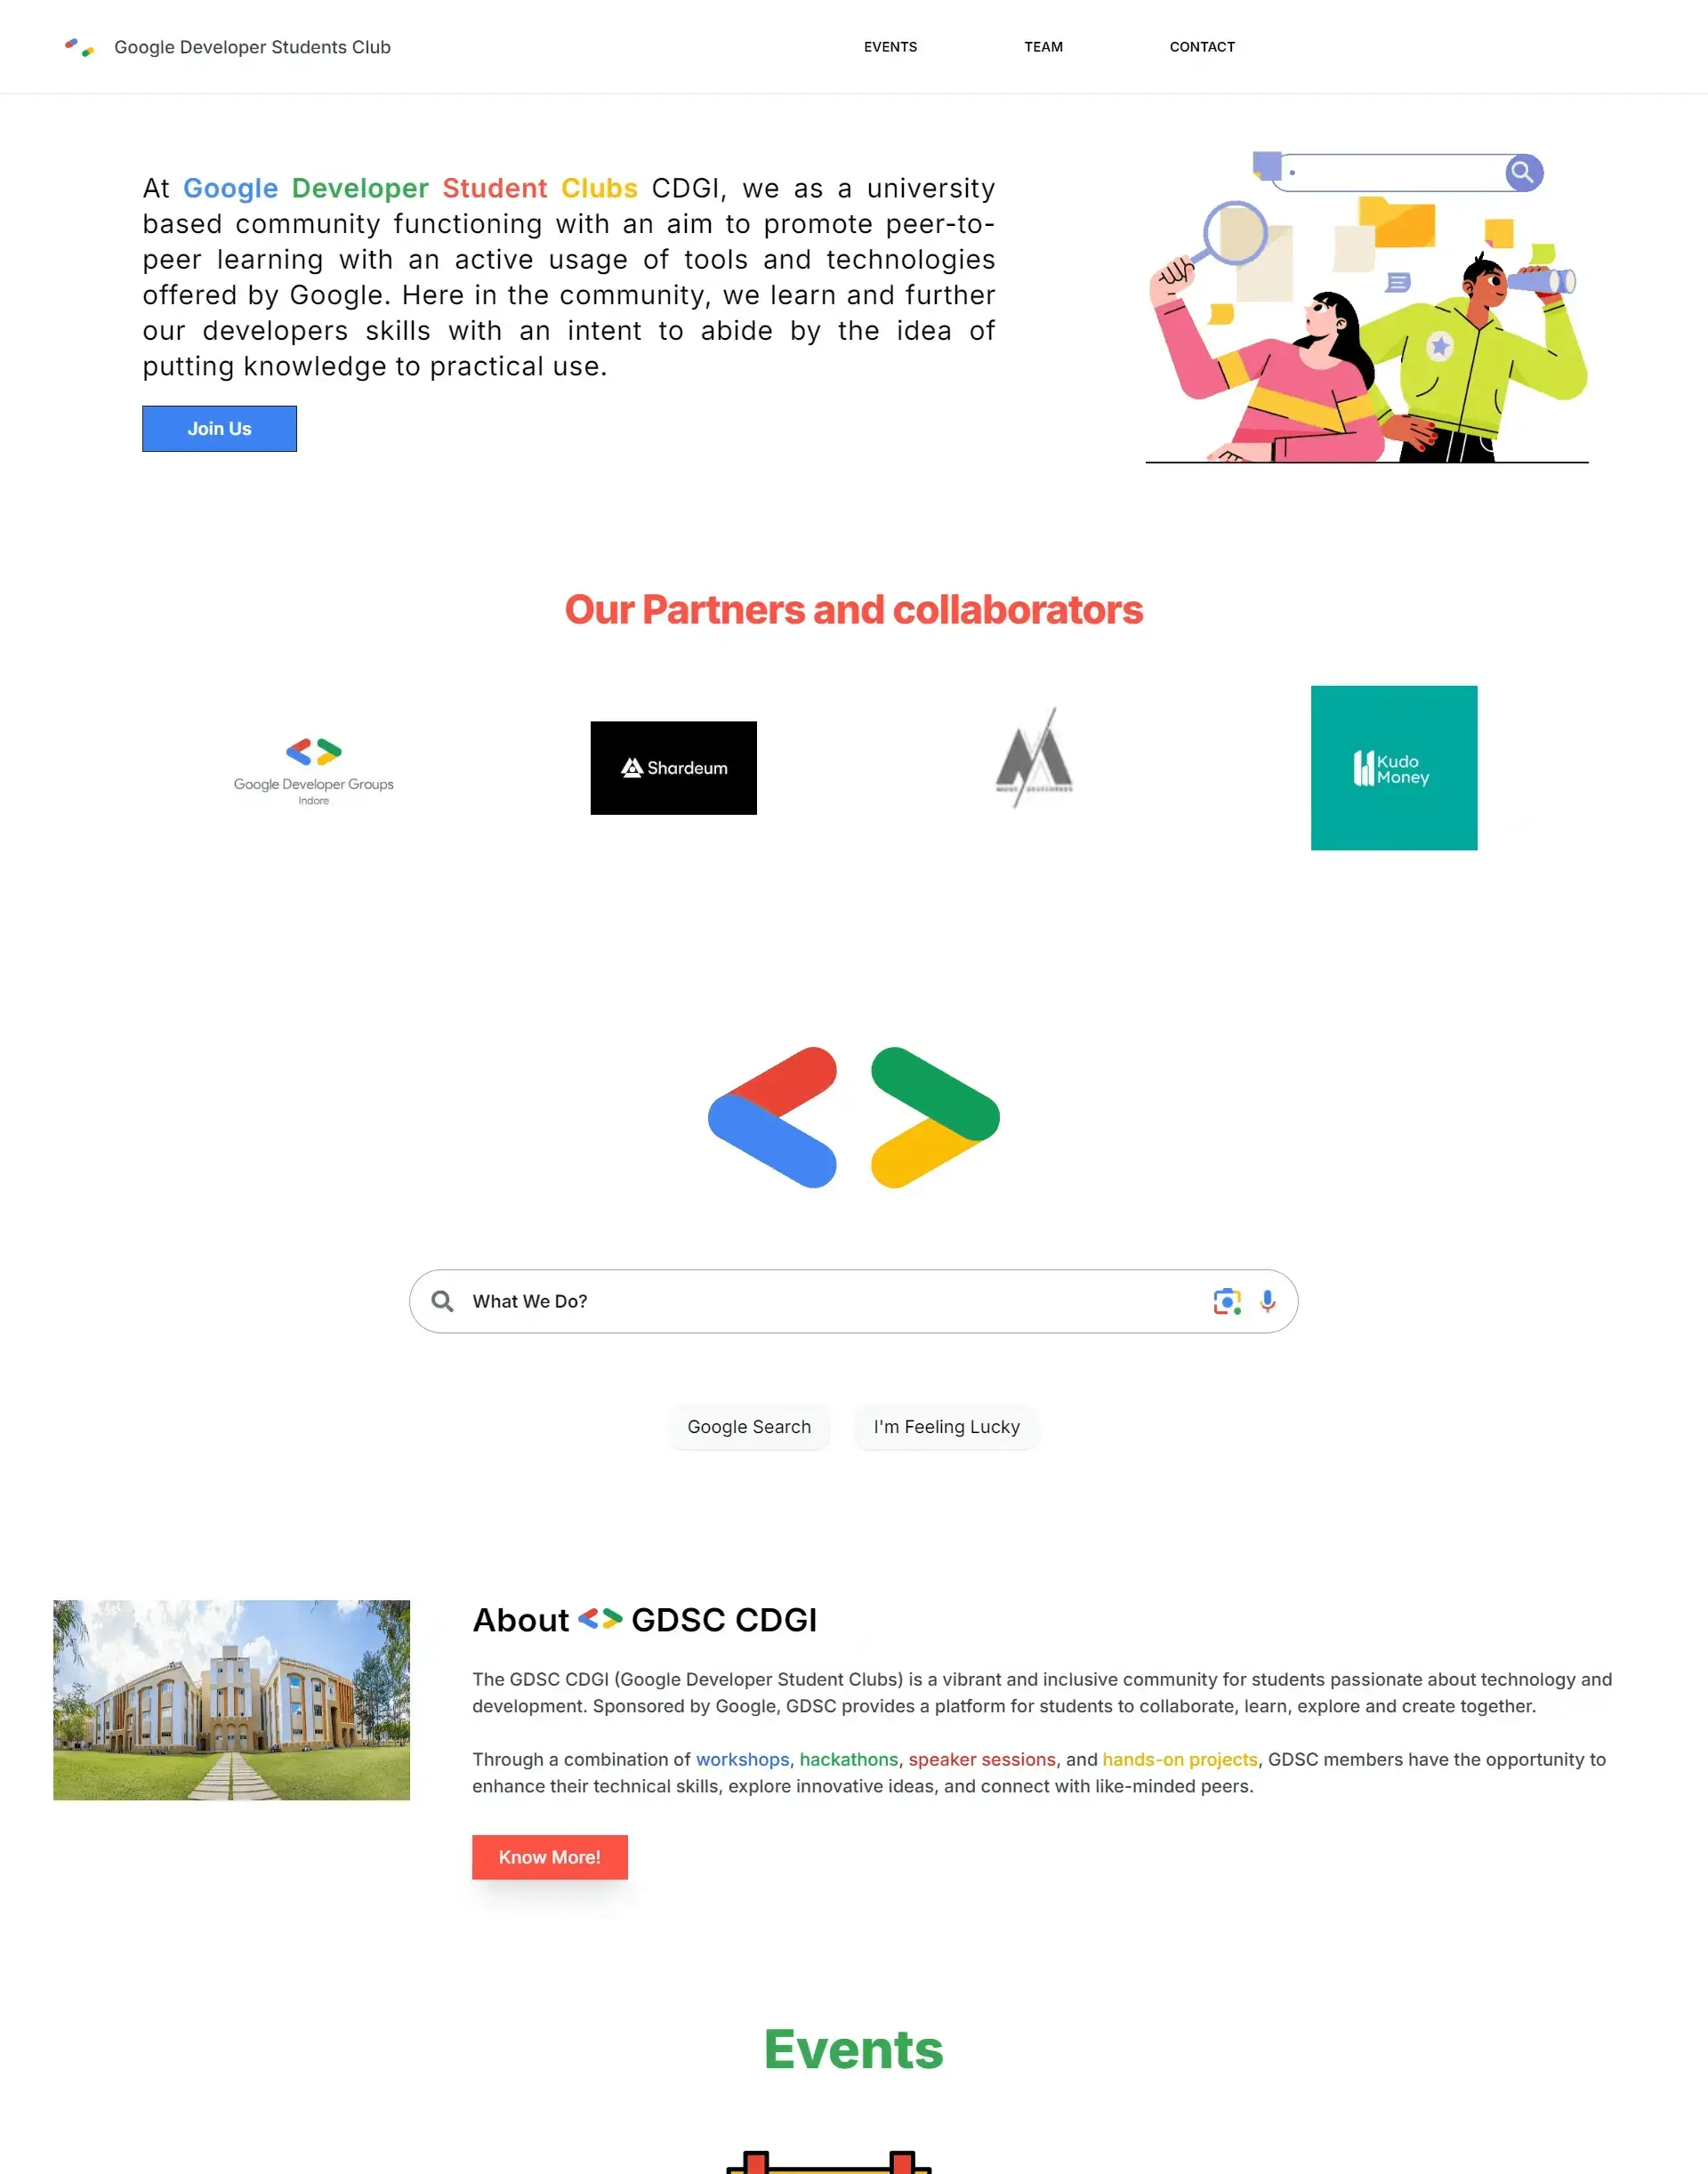 Google Developer Students Club
EVENTS
TEAM
CONTACT
At Google Developer Student Clubs CDGI, we as a university
based community functioning with an aim to promote peer-to-
peer learning with an active usage of tools and technologies
offered by Google. Here in the community, we learn and further
our developers skills with an intent to abide by the idea of
putting knowledge to practical use.
Join Us
Our Partners and collaborators
Google Developer Groups
Indore
Shardeum
Kudo
Money
What We Do?
Google Search
I'm Feeling Lucky
About GDSC CDGI
The GDSC CDGI (Google Developer Student Clubs) is a vibrant and inclusive community for students passionate about technology and
development. Sponsored by Google, GDSC provides a platform for students to collaborate, learn, explore and create together.
Through a combination of workshops, hackathons, speaker sessions, and hands-on projects, GDSC members have the opportunity to
enhance their technical skills, explore innovative ideas, and connect with like-minded peers.
Know More!
Events